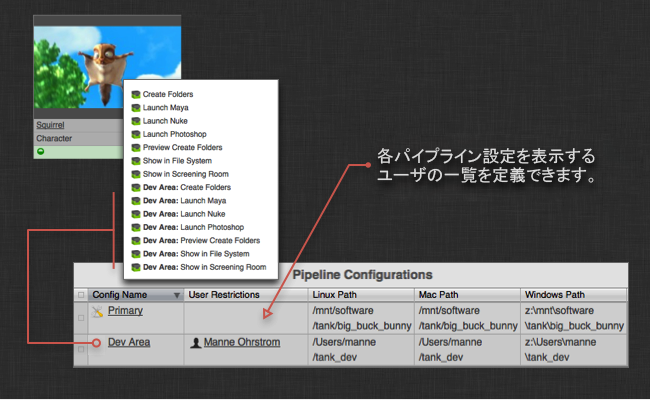 Squirrel
Character
Create Folders
Launch Maya
Launch Nuke
Launch Photoshop
Preview Create Folders
Show in File System
Show in Screening Room
Dev Area: Create Folders
Dev Area: Launch Maya
Dev Area: Launch Nuke
Dev Area: Launch Photoshop
Dev Area: Preview Create Folders
Dev Area: Show in File System
Dev Area: Show in Screening Room
各パイプライン設定を表示する
ユーザの一覧を定義できます。
Pipeline Configurations
Config Name User Restrictions Linux Path Mac Path Windows Path
Primary /mnt/software /mnt/software z:\mnt\software
/tank/big_buck_bunny /tank/big_buck_bunny \tank\big_buck_bunny
Dev Area Manne Ohrstrom /Users/manne /Users/manne z:\Users\manne
/tank_dev /tank_dev \tank_dev